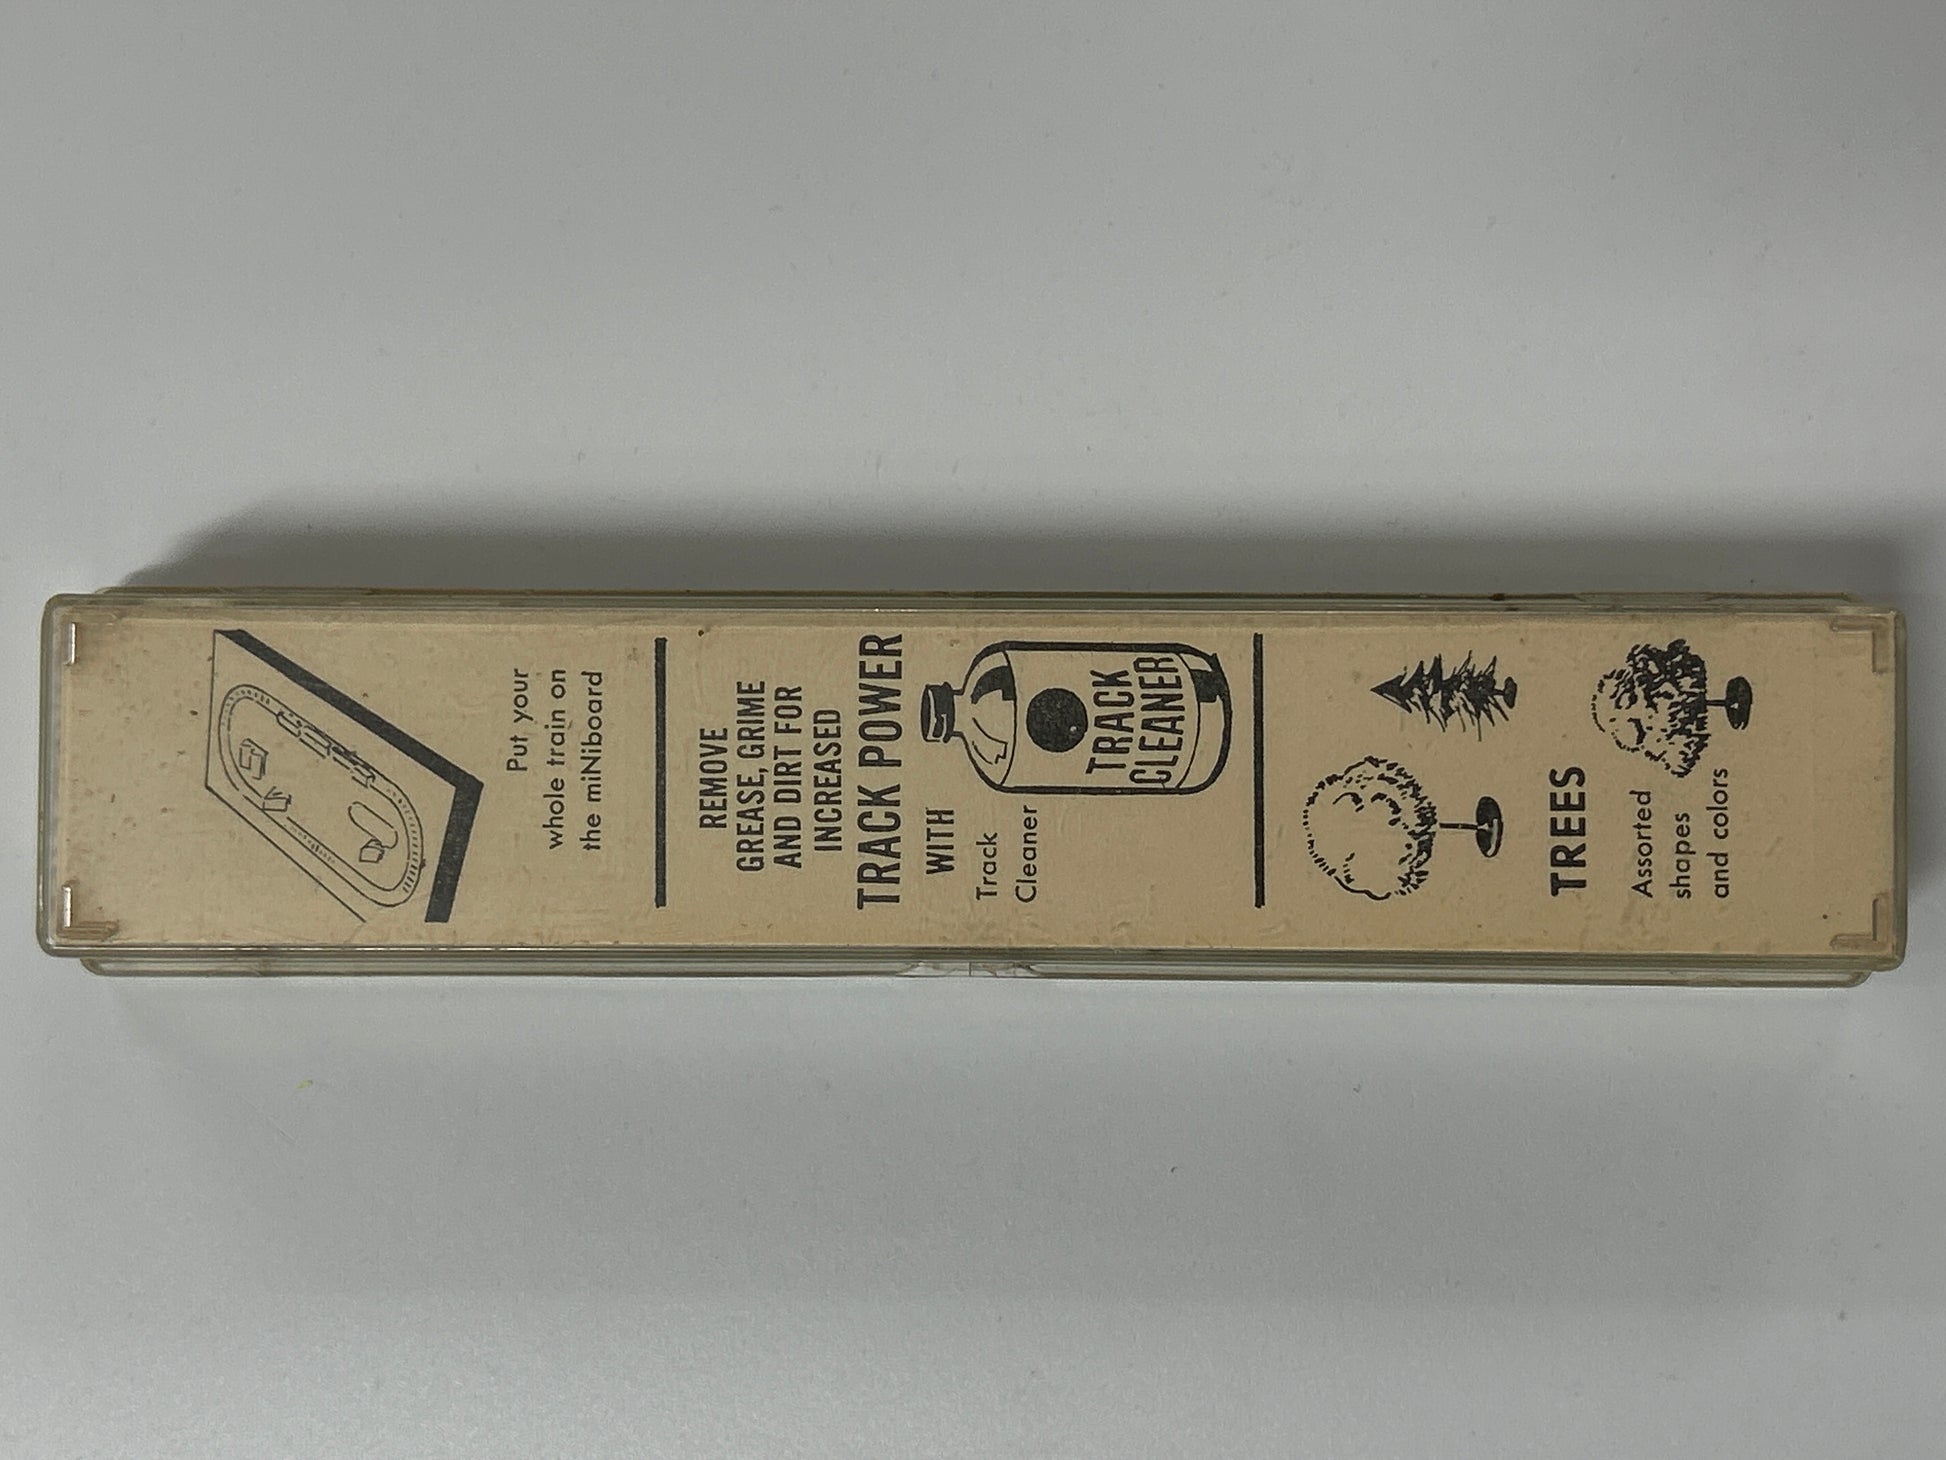 Put your
whole train on
the miNiboard
REMOVE
GREASE, GRIME
AND DIRT FOR
INCREASED
TRACK POWER
WITH
Track
Cleaner
TRACK
CLEANER
TREES
Assorted
shapes
and colors